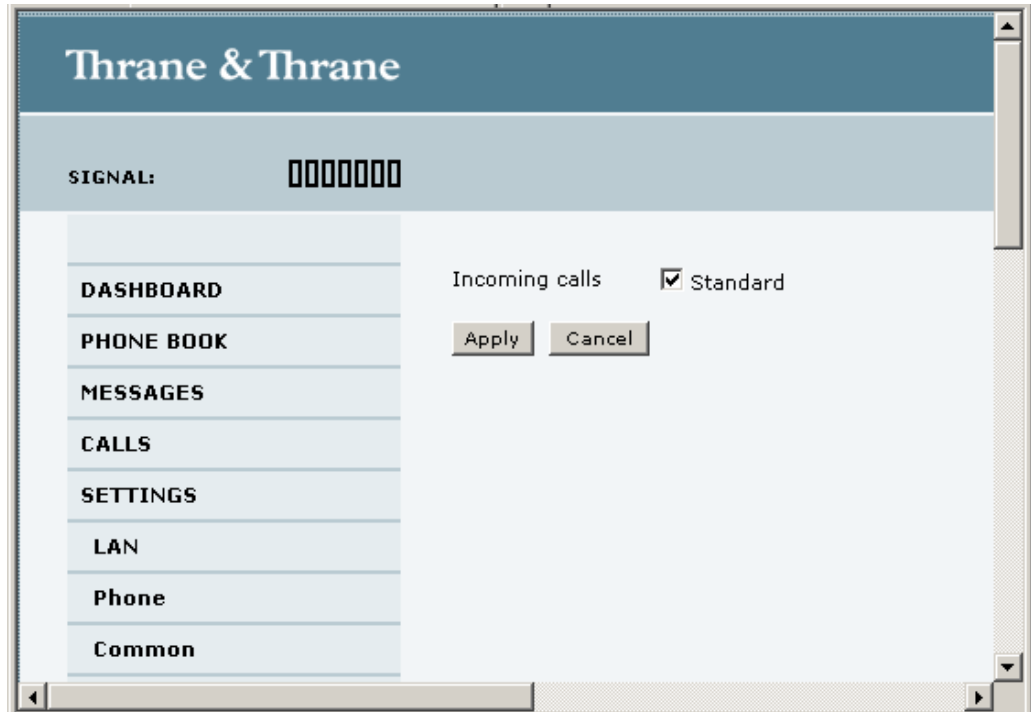 Thrane & Thrane
SIGNAL:
DASHBOARD
PHONE BOOK
MESSAGES
CALLS
SETTINGS
LAN
Phone
Common
Incoming calls Standard
Apply Cancel